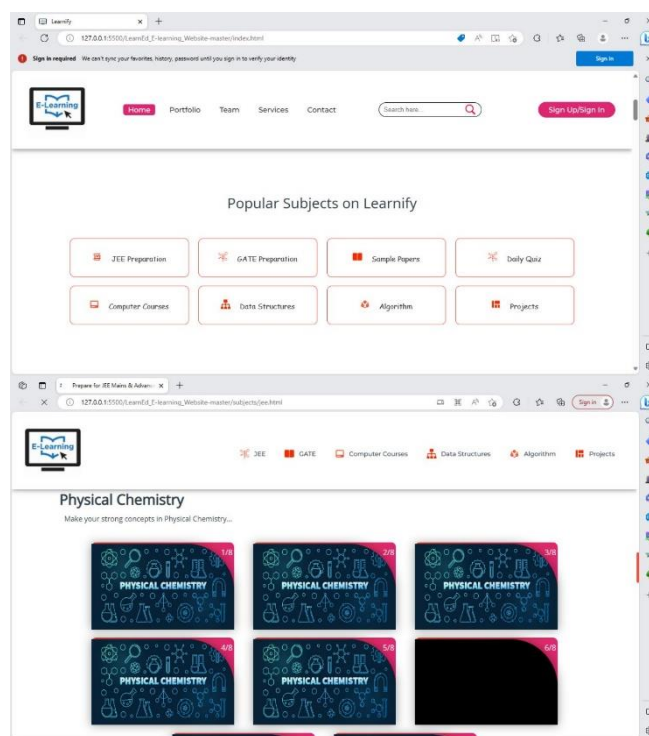 Learnify
127.0.0.1:5500/LearnEd_E-learning_Website-master/index.html
Sign in required We can't sync your favorites, history, password until you sign in to verify your identity Sign in
E-Learning
Home Portfolio Team Services Contact Search here... Sign Up/Sign In
Popular Subjects on Learnify
JEE Preparation GATE Preparation Sample Papers Daily Quiz
Computer Courses Data Structures Algorithm Projects
Prepare for JEE Mains & Advanc
127.0.0.1:5500/LearnEd_E-learning_Website-master/subjects/jee.html Sign in
E-Learning
JEE GATE Computer Courses Data Structures Algorithm Projects
Physical Chemistry
Make your strong concepts in Physical Chemistry...
1/8 2/8 3/8
PHYSICAL CHEMISTRY PHYSICAL CHEMISTRY PHYSICAL CHEMISTRY
4/8 5/8 6/8
PHYSICAL CHEMISTRY PHYSICAL CHEMISTRY